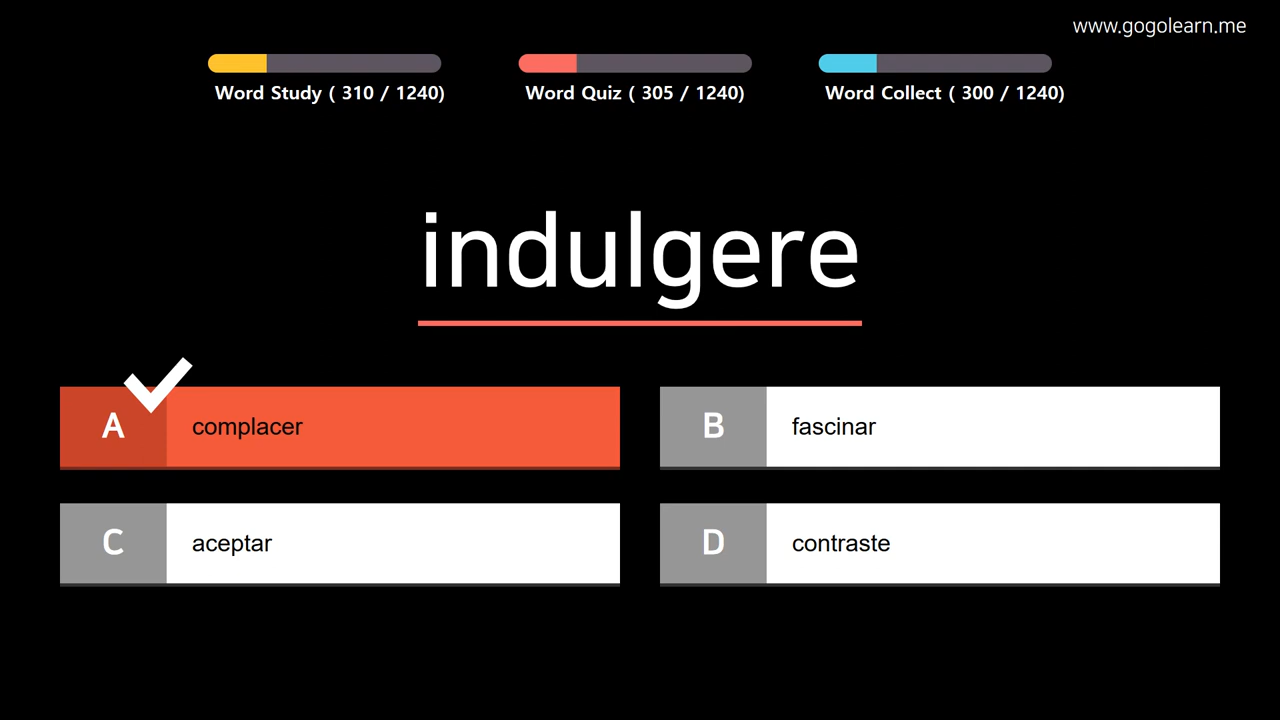 www.gogolearn.me
Word Study ( 310 / 1240)
Word Quiz ( 305 / 1240)
Word Collect ( 300 / 1240)
indulgere
A complacer
B fascinar
C aceptar
D contraste